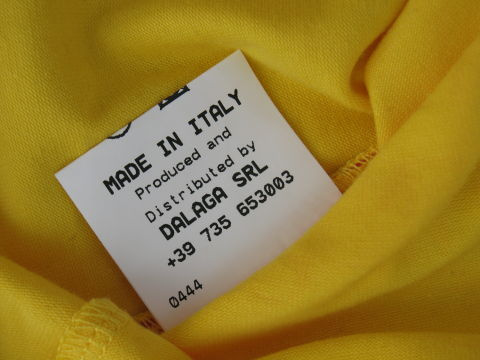 MADE IN ITALY
Produced and
Distributed by
DALAGA SRL
+39 735 653003
0444